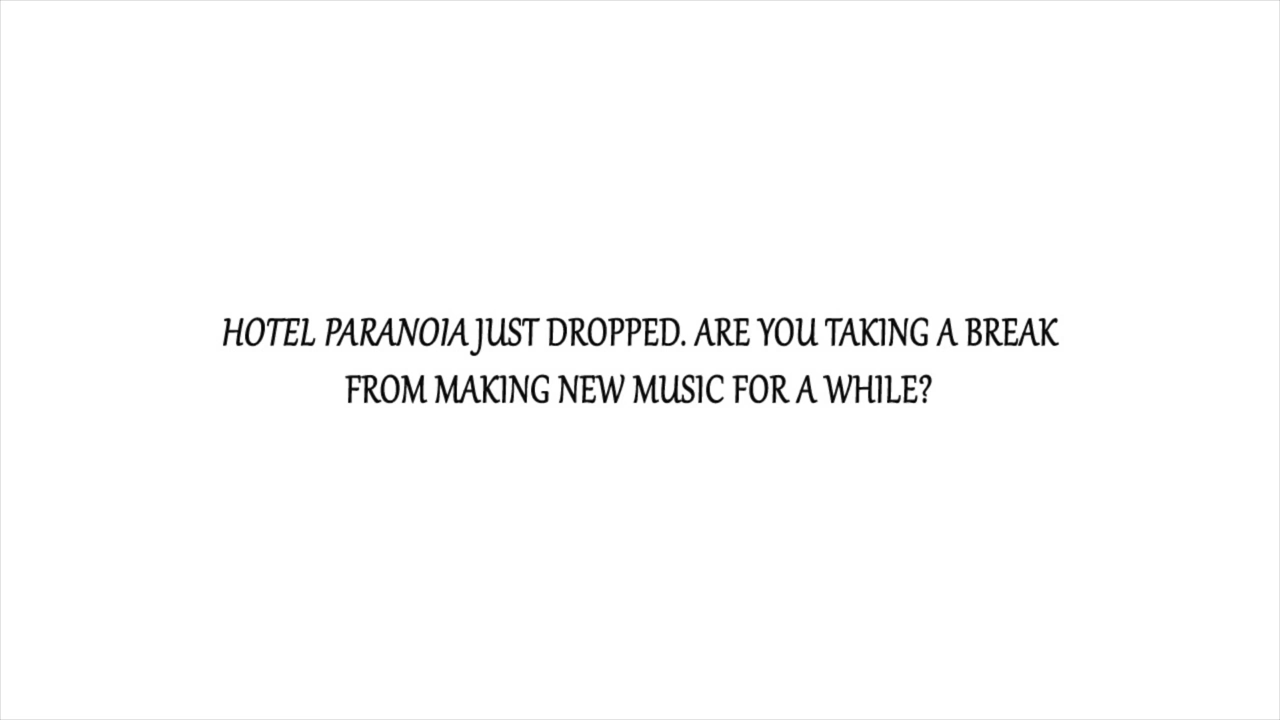 HOTEL PARANOIA JUST DROPPED. ARE YOU TAKING A BREAK
FROM MAKING NEW MUSIC FOR A WHILE?